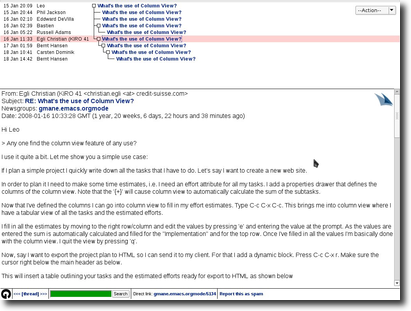 15 Jan 20:09 Leo What's the use of Column View?
15 Jan 20:44 Phil Jackson What's the use of Column View?
16 Jan 02:10 Eddward DeVilla What's the use of Column View?
16 Jan 02:39 Bastien What's the use of Column View?
16 Jan 05:22 Russell Adams What's the use of Column View?
16 Jan 11:33 Egli Christian (KIRO 41 What's the use of Column View?
17 Jan 01:59 Bernt Hansen What's the use of Column View?
18 Jan 10:41 Carsten Dominik What's the use of Column View?
18 Jan 14:42 Bernt Hansen What's the use of Column View?
--Action--
From: Egli Christian (KIRO 41 <christian.egli <at> credit-suisse.com>
Subject: RE: What's the use of Column View?
Newsgroups: gmane.emacs.orgmode
Date: 2008-01-16 10:33:28 GMT (1 year, 20 weeks, 6 days, 22 hours and 38 minutes ago)
Hi Leo
> Any one find the column view feature of any use?
I use it quite a bit. Let me show you a simple use case:
If I plan a simple project I quickly write down all the tasks that I have to do. Let's say I want to create a new web site.
In order to plan it I need to make some time estimates, i.e. I need an effort attribute for all my tasks. I add a properties drawer that defines
the columns of the column view. Note that the '{+}' will cause column view to automatically calculate the sum of the subtasks.
Now that I've defined the columns I can go into column view to fill in my effort estimates. Type C-c C-x C-c. This brings me into column view where I
have a tabular view of all the tasks and the estimated efforts.
I fill in all the estimates by moving to the right row/column and edit the values by pressing 'e' and entering the value at the prompt. As the values are
entered the sum is automatically calculated and filled for the "Implementation" and for the top row. Once I've filled in all the values I'm basically done
with the column view. I quit the view by pressing 'q'.
Now, say I want to export the project plan to HTML so I can send it to my client. For that I add a dynamic block. Press C-c C-x r. Make sure the
cursor right below the main header as below.
This will insert a table outlining your tasks and the estimated efforts ready for export to HTML as shown below
[thread] Search Direct link: gmane.emacs.orgmode/5134 Report this as spam